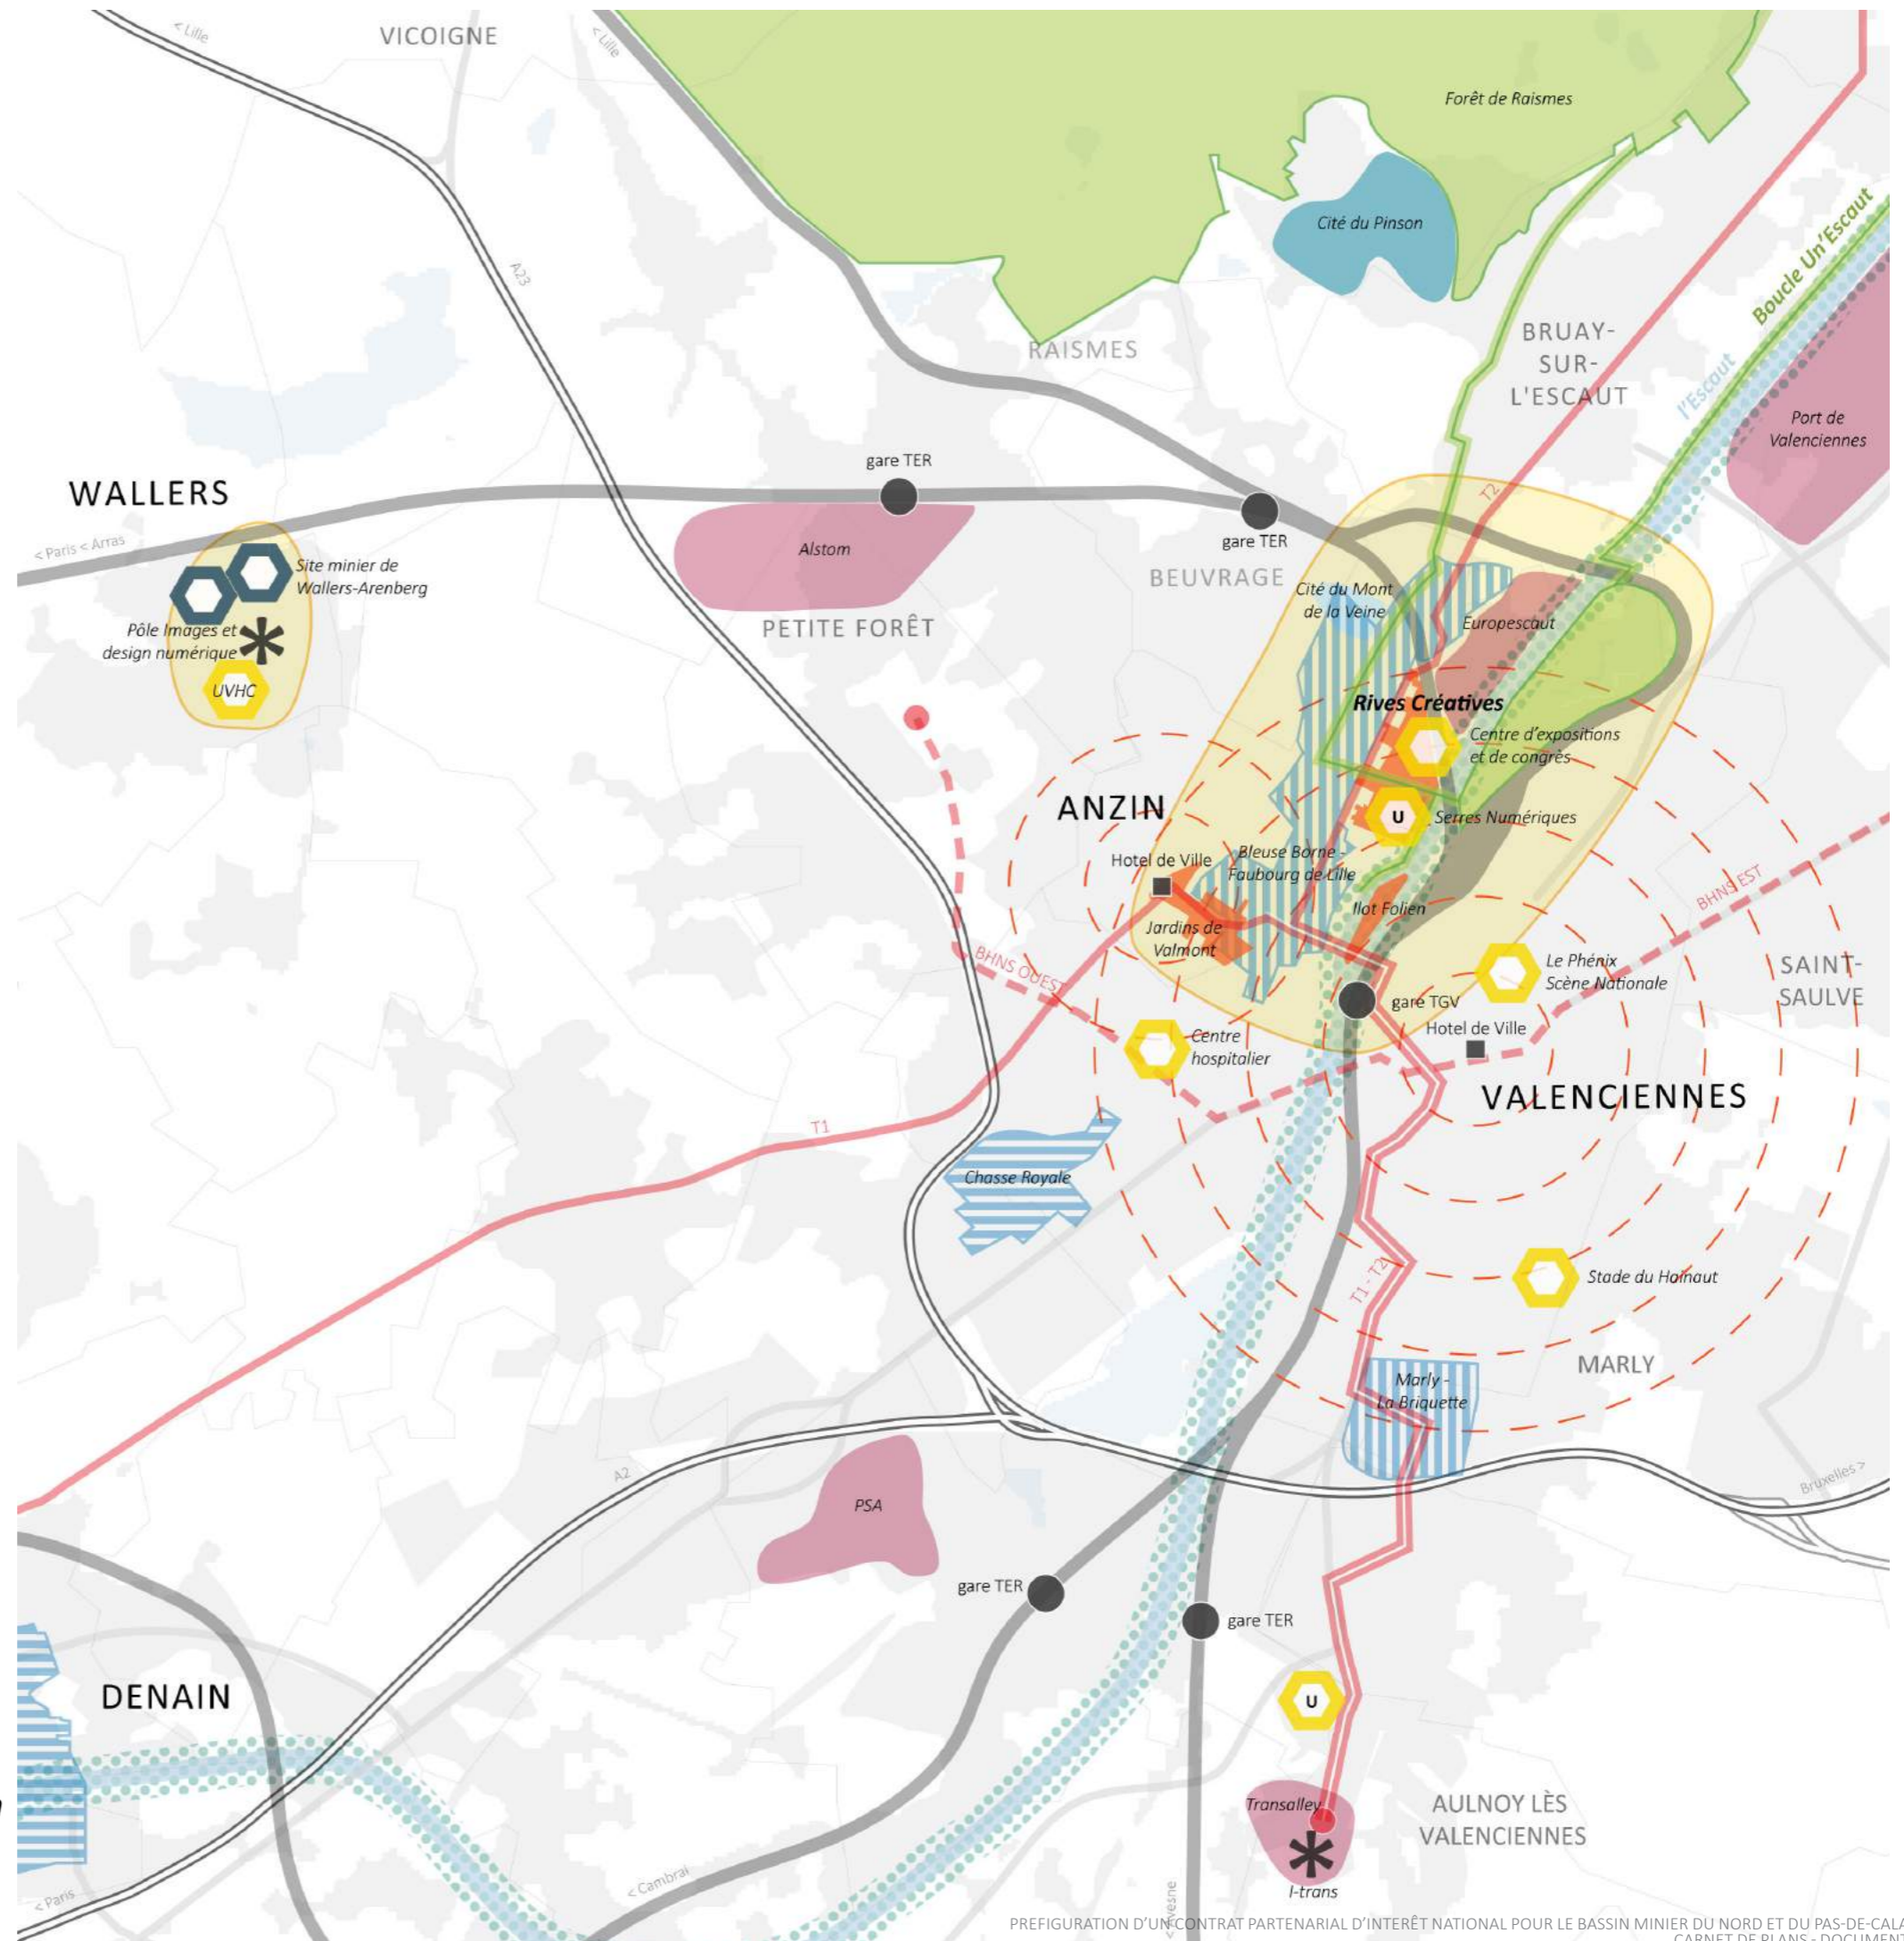 < Lille
VICOIGNE
< Lille
Forêt de Raismes
Cité du Pinson
Boucle Un'Escaut
A23
RAISMES
BRUAY-
SUR-
L'ESCAUT
l'Escaut
Port de
Valenciennes
gare TER
WALLERS
T2
< Paris < Arras
Site minier de
Wallers-Arenberg
Alstom
gare TER
BEUVRAGE
Cité du Mont
de la Veine
Europescaut
Pôle Images et
design numérique
PETITE FORÊT
UVHC
Rives Créatives
Centre d'expositions
et de congrès
ANZIN
U
Serres Numériques
Hotel de Ville
Bleuse Borne -
Faubourg de Lille
BHNS EST
Ilot Folien
Jardins de
Valmont
BHNS OUEST
Le Phénix
Scène Nationale
SAINT-
SAULVE
gare TGV
Hotel de Ville
Centre
hospitalier
VALENCIENNES
T1
Chasse Royale
T1 - T2
Stade du Hainaut
MARLY
Marly -
La Briquette
A2
Bruxelles >
PSA
gare TER
gare TER
DENAIN
U
Transalley
AULNOY LÈS
VALENCIENNES
< Cambrai
< Paris
I-trans
PREFIGURATION D'UN CONTRAT PARTENARIAL D'INTERÊT NATIONAL POUR LE BASSIN MINIER DU NORD ET DU PAS-DE-CALA
CARNET DE PLANS - DOCUMENT